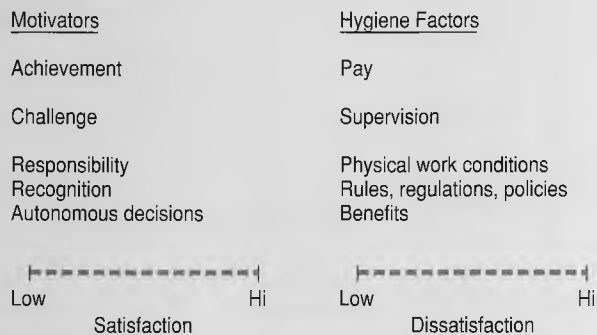 Motivators
Achievement
Challenge
Responsibility
Recognition
Autonomous decisions
Low Hi
Satisfaction
Hygiene Factors
Pay
Supervision
Physical work conditions
Rules, regulations, policies
Benefits
Low Hi
Dissatisfaction